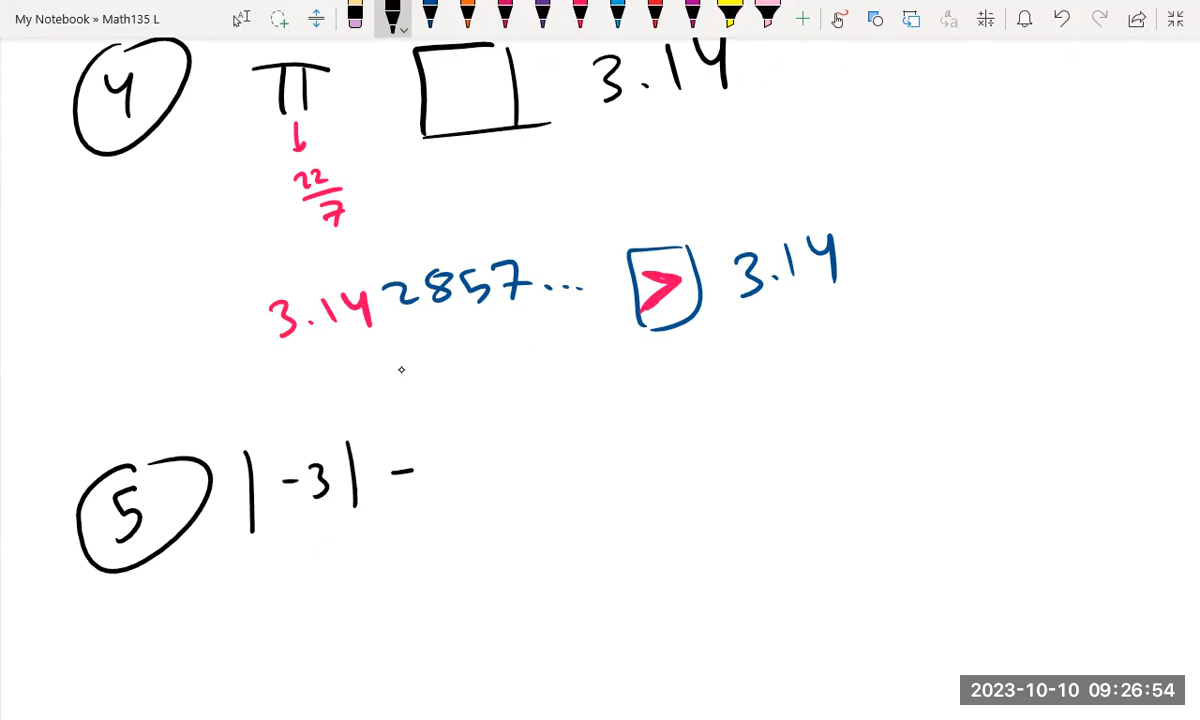 My Notebook » Math135 L
4 π □ 3.14
22
7
3.142857... > 3.14
5 |-3| -
2023-10-10 09:26:54